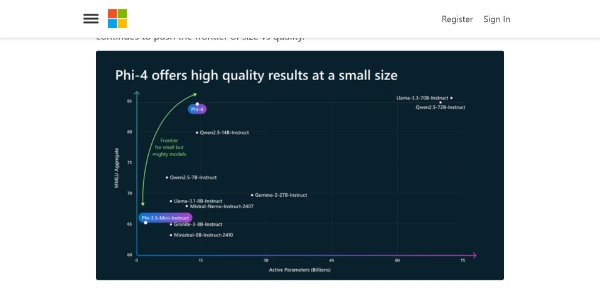 Register Sign In
continues to push the frontier of size vs quality.
Phi-4 offers high quality results at a small size
Llama-3.3-70B-Instruct
85
Phi-4
Qwen2.5-72B-Instruct
80
Qwen2.5-14B-Instruct
Frontier
for small but
mighty models
MMLU Aggregate
75
Qwen2.5-7B-Instruct
70
Gemma-2-27B-Instruct
Llama-3.1-8B-Instruct
Mistral-Nemo-Instruct-2407
Phi-3.5-Mini-Instruct
65
Granite-3-8B-Instruct
Ministral-8B-Instruct-2410
60
0
15
30
45
60
75
Active Parameters (Billions)